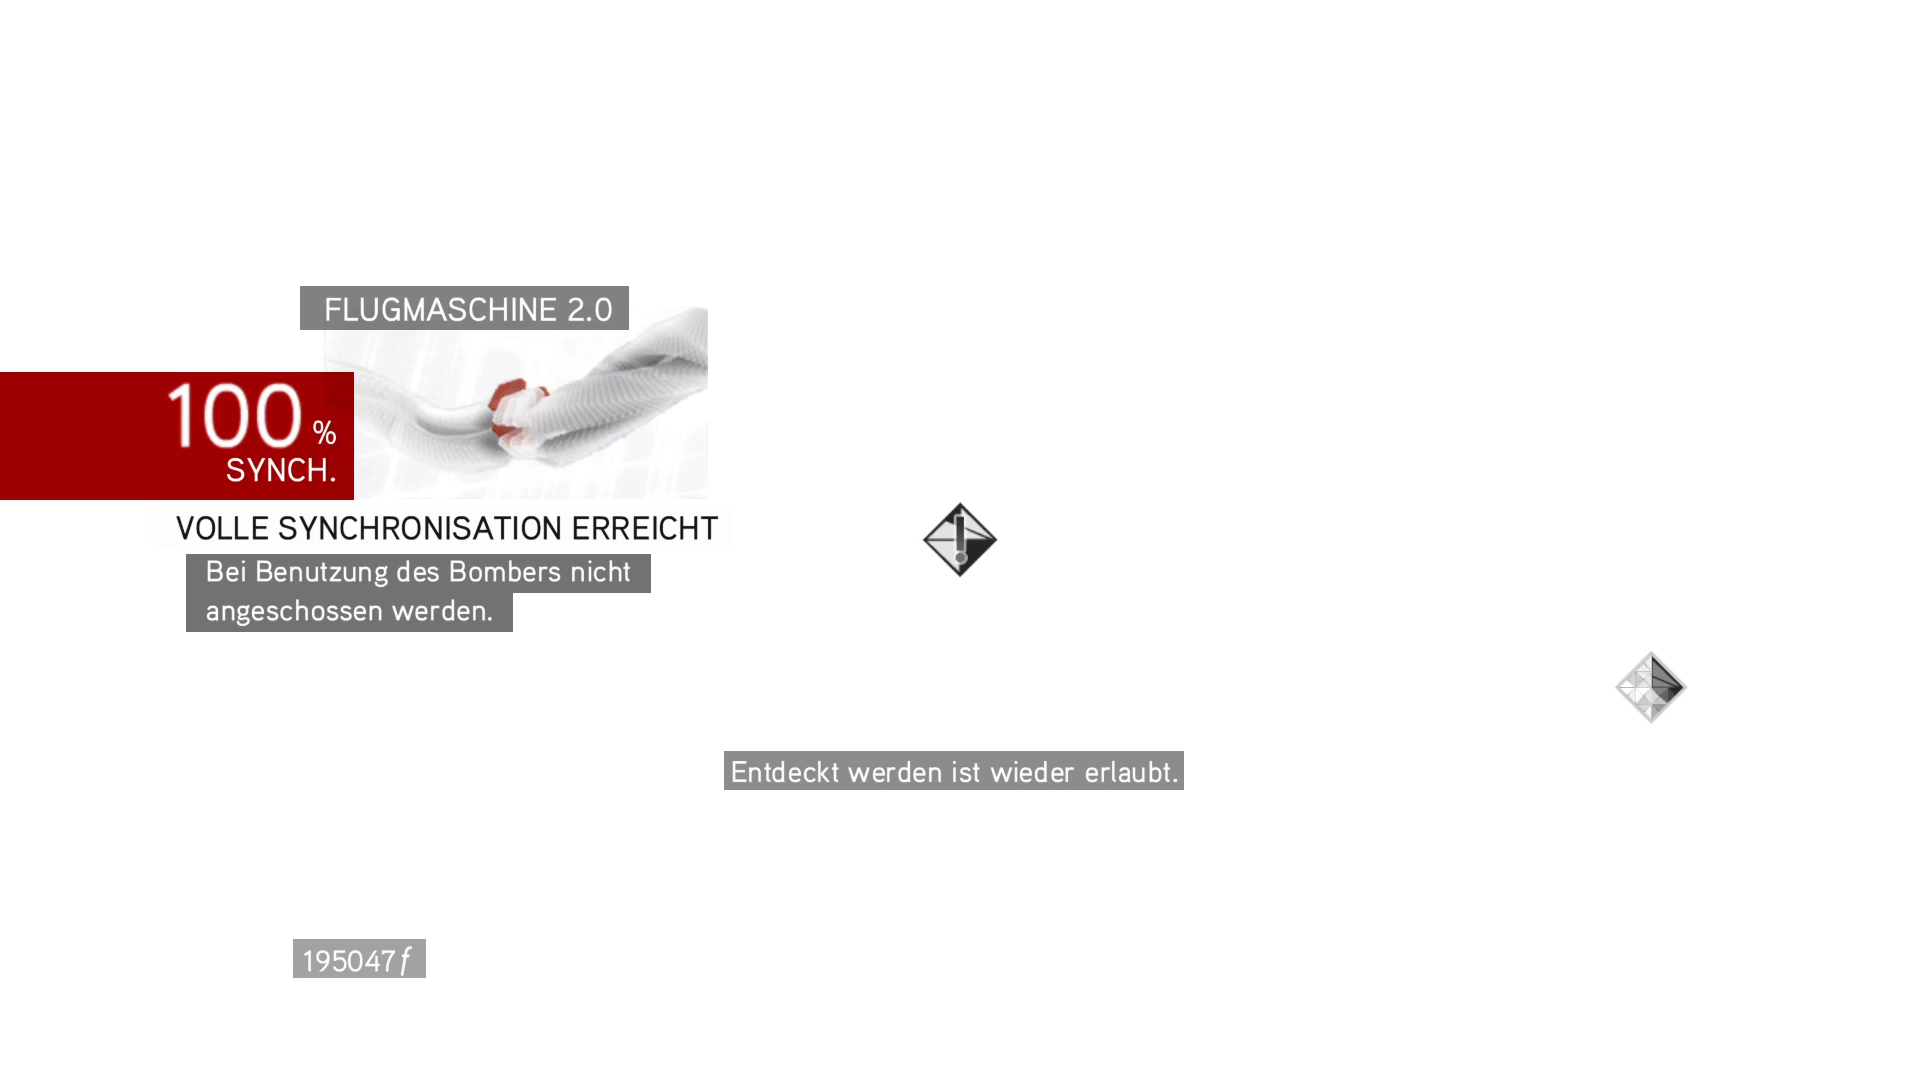 FLUGMASCHINE 2.0
100 %
SYNCH.
VOLLE SYNCHRONISATION ERREICHT
Bei Benutzung des Bombers nicht
angeschossen werden.
Entdeckt werden ist wieder erlaubt.
195047 ƒ